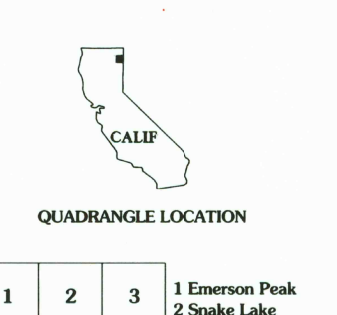 CALIF
QUADRANGLE LOCATION
1 2 3
1 Emerson Peak
2 Snake Lake